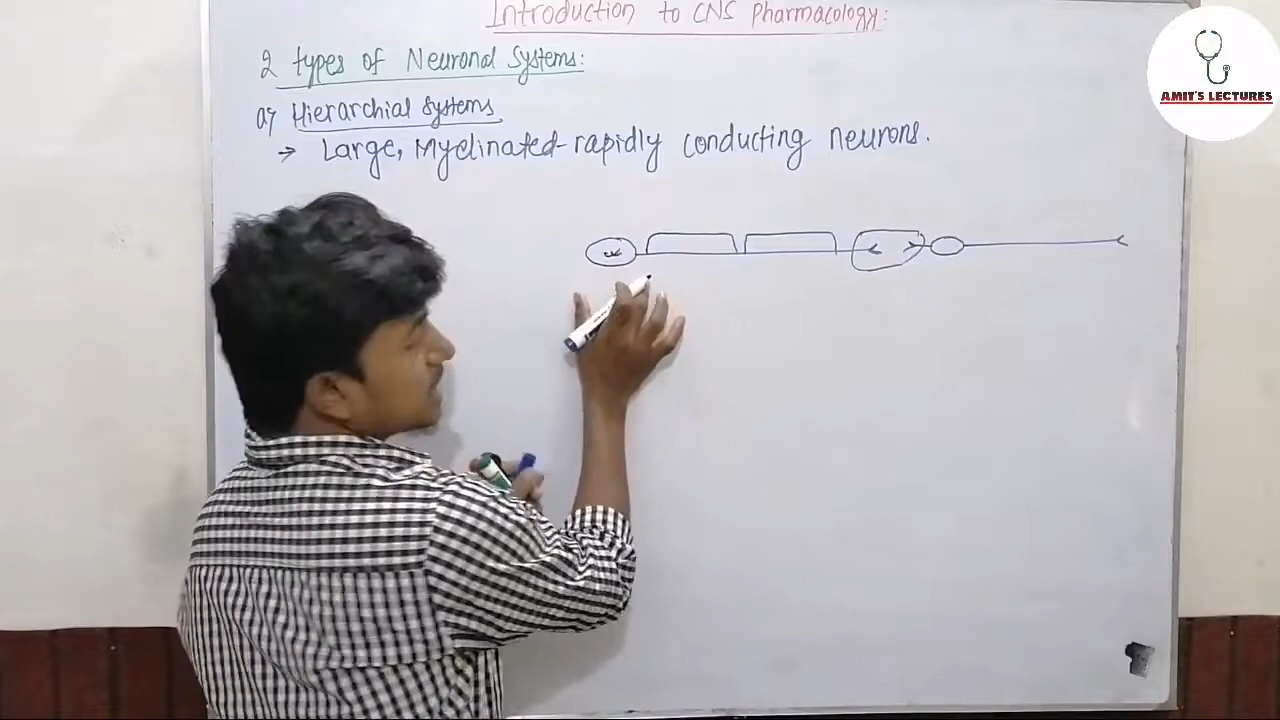 Introduction to CNS Pharmacology:
2 types of Neuronal Systems:
a) Hierarchial Systems
→ Large, Myelinated-rapidly conducting neurons.
AMIT'S LECTURES